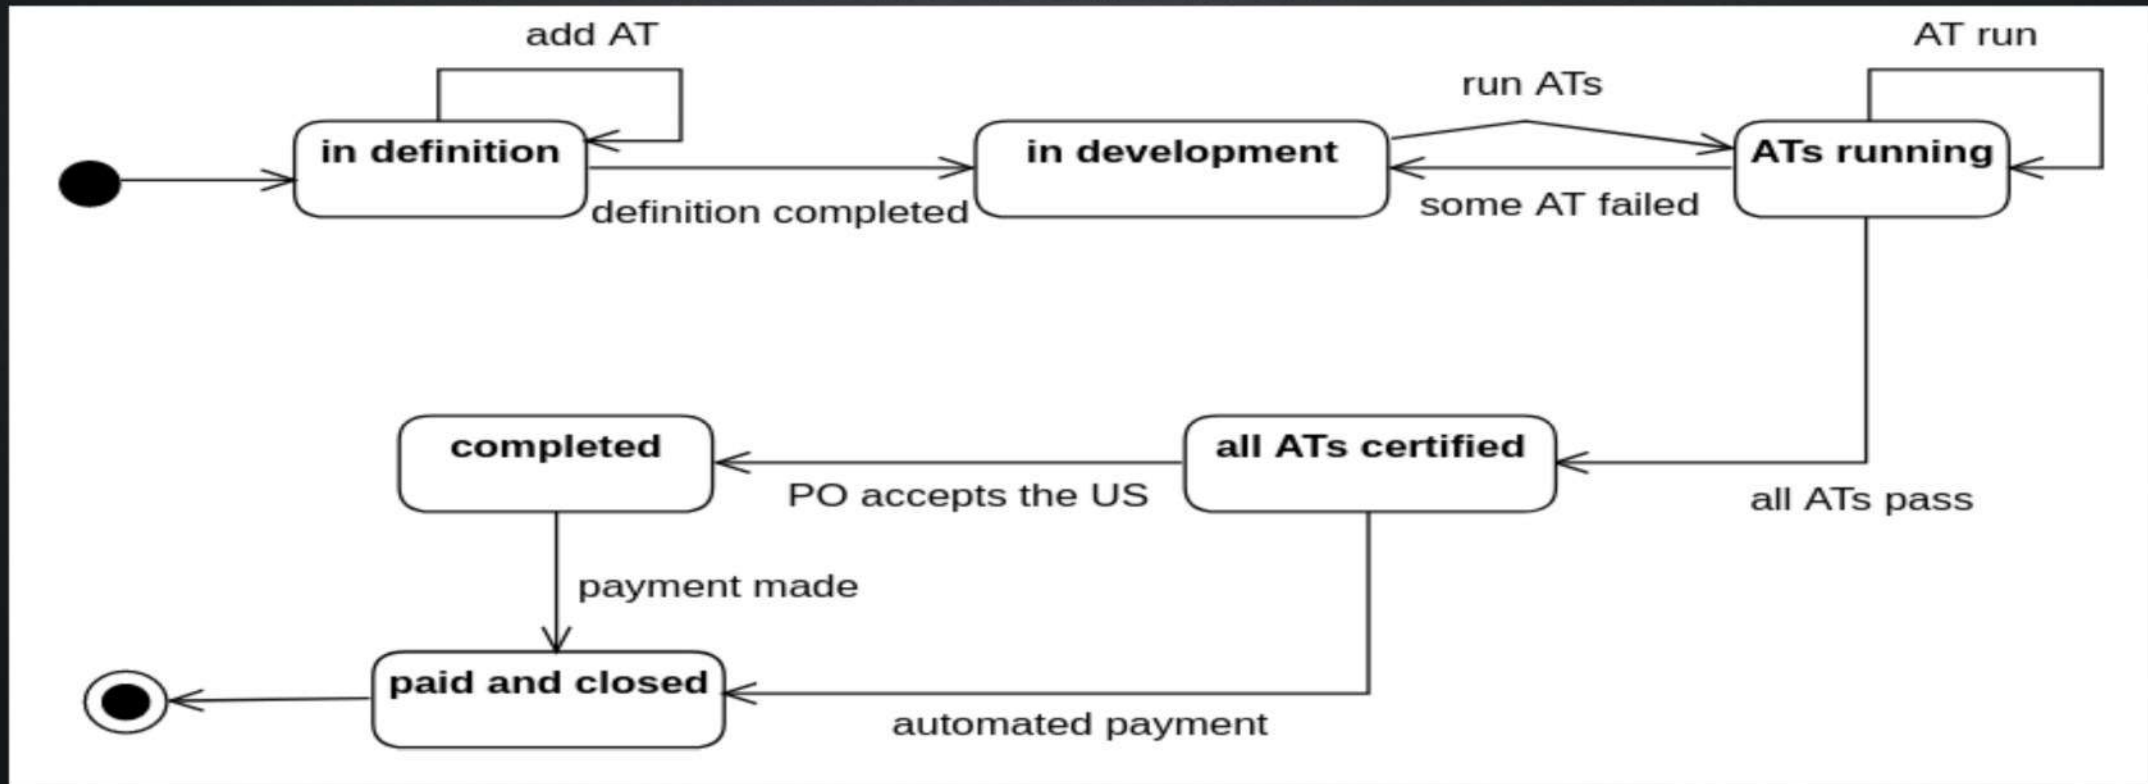 add AT
AT run
run ATs
in definition
in development
ATs running
definition completed
some AT failed
completed
all ATs certified
PO accepts the US
all ATs pass
payment made
paid and closed
automated payment